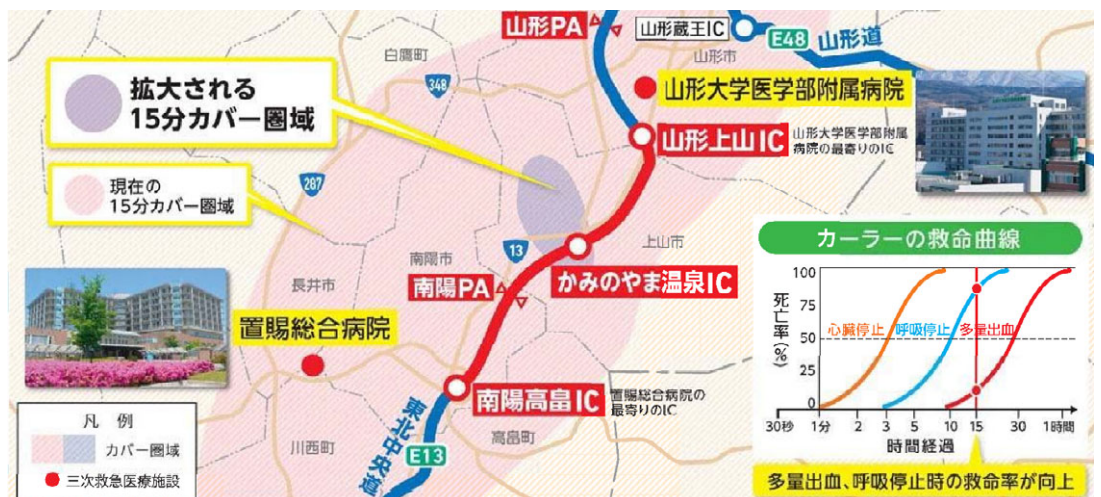 山形PA
山形蔵王IC
E48
山形道
白鷹町
山形市
348
拡大される
15分カバー圏域
山形大学医学部附属病院
山形上山IC
山形大学医学部附属
病院の最寄りのIC
現在の
15分カバー圏域
287
13
上山市
南陽市
長井市
かみのやま温泉IC
南陽PA
置賜総合病院
南陽高畠IC
置賜総合病院の
最寄りのIC
川西町
高畠町
東北中央道
E13
凡例
カバー圏域
三次救急医療施設
カーラーの救命曲線
死亡率(%)
100
75
50
25
0
心臓停止
呼吸停止
多量出血
30秒
1分
2
3
5
10
15
30
1時間
時間経過
多量出血、呼吸停止時の救命率が向上